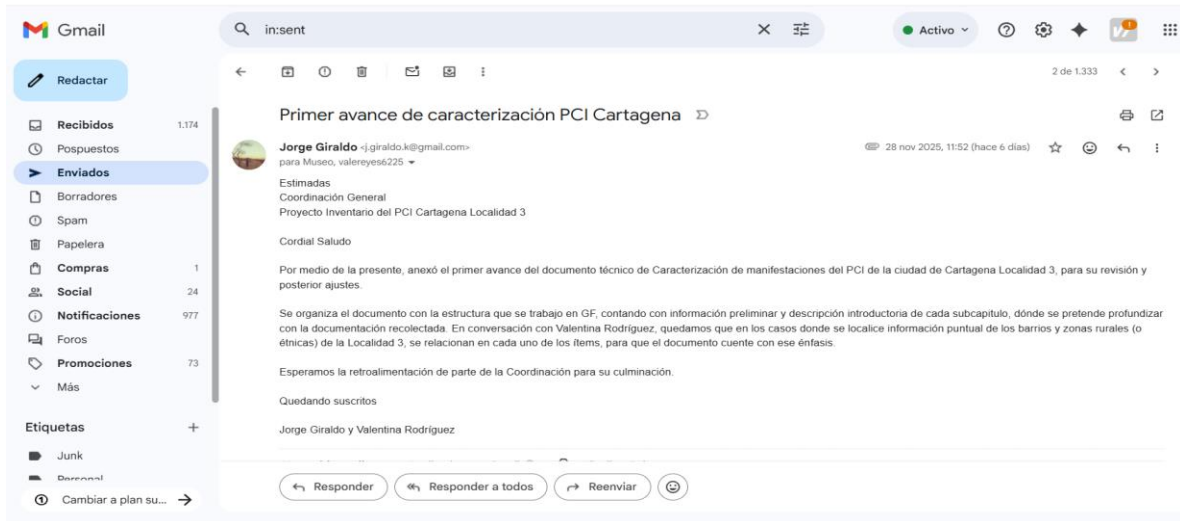 Gmail
in:sent
Activo
Redactar
2 de 1.333
Primer avance de caracterización PCI Cartagena
Recibidos 1.174
Pospuestos
Enviados
Borradores
Spam
Papelera
Compras 1
Social 24
Notificaciones 977
Foros
Promociones 73
Más
Etiquetas
Junk
Personal
Cambiar a plan su...
Jorge Giraldo <j.giraldo.k@gmail.com>
28 nov 2025, 11:52 (hace 6 días)
para Museo, valereyes6225
Estimadas
Coordinación General
Proyecto Inventario del PCI Cartagena Localidad 3
Cordial Saludo
Por medio de la presente, anexó el primer avance del documento técnico de Caracterización de manifestaciones del PCI de la ciudad de Cartagena Localidad 3, para su revisión y
posterior ajustes.
Se organiza el documento con la estructura que se trabajo en GF, contando con información preliminar y descripción introductoria de cada subcapitulo, dónde se pretende profundizar
con la documentación recolectada. En conversación con Valentina Rodríguez, quedamos que en los casos donde se localice información puntual de los barrios y zonas rurales (o
étnicas) de la Localidad 3, se relacionan en cada uno de los ítems, para que el documento cuente con ese énfasis.
Esperamos la retroalimentación de parte de la Coordinación para su culminación.
Quedando suscritos
Jorge Giraldo y Valentina Rodríguez
Responder
Responder a todos
Reenviar